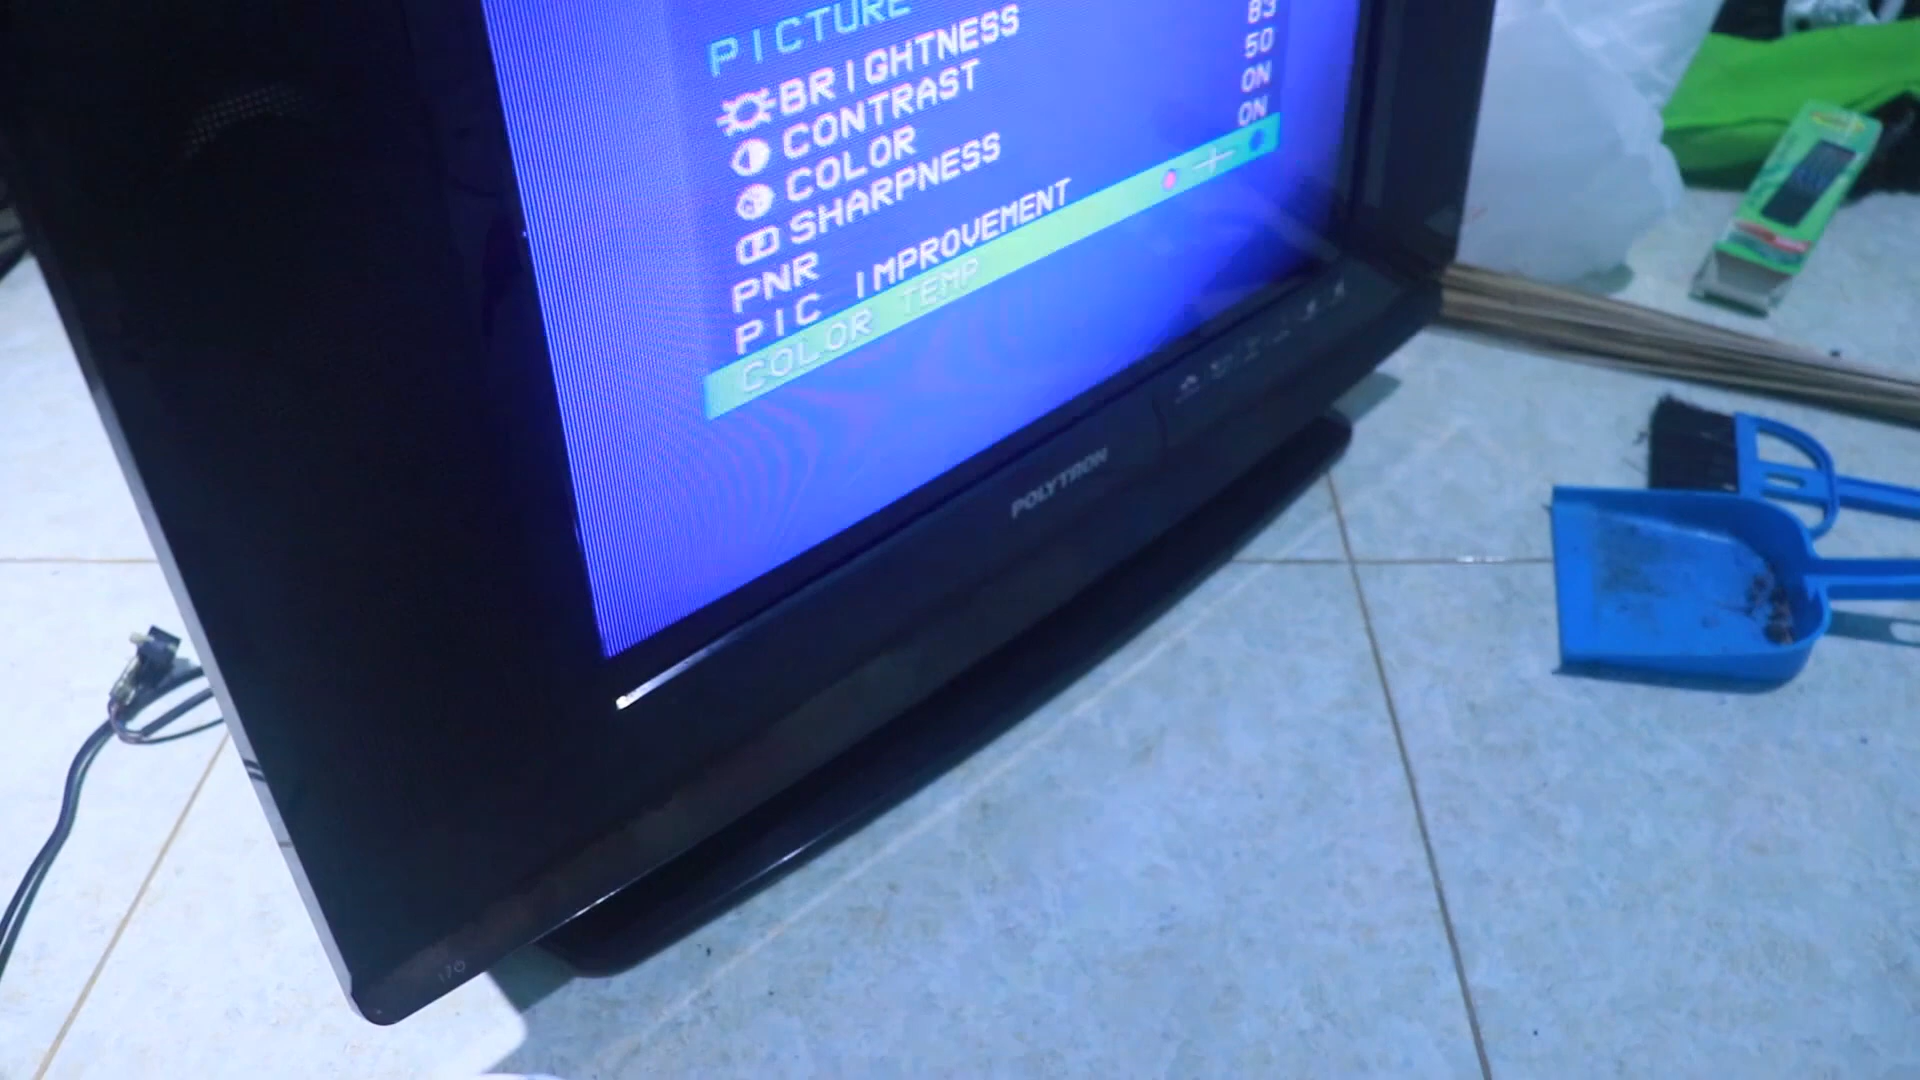 PICTURE
BRIGHTNESS
CONTRAST 83
COLOR 50
SHARPNESS
PNR ON
PIC IMPROVEMENT ON
COLOR TEMP
POLYTRON